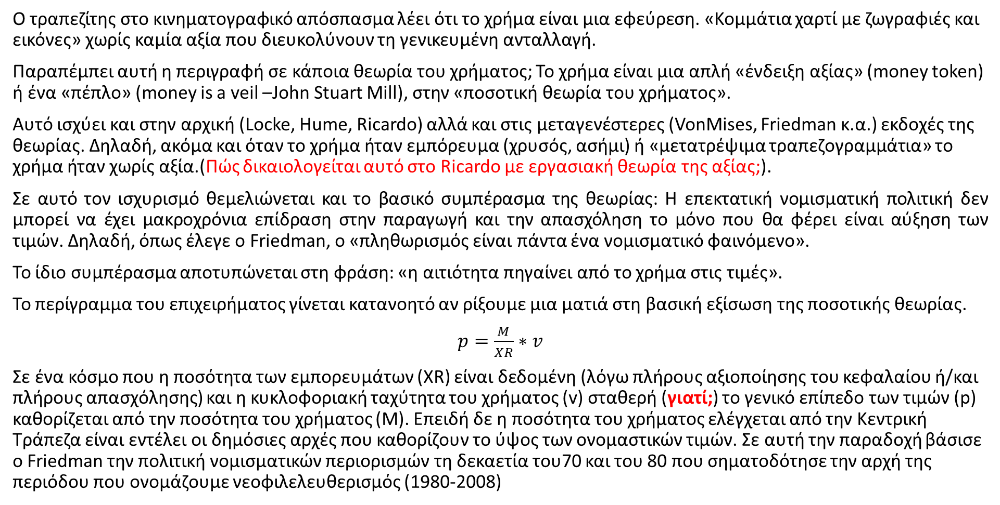 Ο τραπεζίτης στο κινηματογραφικό απόσπασμα λέει ότι το χρήμα είναι μια εφεύρεση. «Κομμάτια χαρτί με ζωγραφιές και
εικόνες» χωρίς καμία αξία που διευκολύνουν τη γενικευμένη ανταλλαγή.
Παραπέμπει αυτή η περιγραφή σε κάποια θεωρία του χρήματος; Το χρήμα είναι μια απλή «ένδειξη αξίας» (money token)
ή ένα «πέπλο» (money is a veil –John Stuart Mill), στην «ποσοτική θεωρία του χρήματος».
Αυτό ισχύει και στην αρχική (Locke, Hume, Ricardo) αλλά και στις μεταγενέστερες (VonMises, Friedman κ.α.) εκδοχές της
θεωρίας. Δηλαδή, ακόμα και όταν το χρήμα ήταν εμπόρευμα (χρυσός, ασήμι) ή «μετατρέψιμα τραπεζογραμμάτια» το
χρήμα ήταν χωρίς αξία.(Πώς δικαιολογείται αυτό στο Ricardo με εργασιακή θεωρία της αξίας;).
Σε αυτό τον ισχυρισμό θεμελιώνεται και το βασικό συμπέρασμα της θεωρίας: Η επεκτατική νομισματική πολιτική δεν
μπορεί να έχει μακροχρόνια επίδραση στην παραγωγή και την απασχόληση το μόνο που θα φέρει είναι αύξηση των
τιμών. Δηλαδή, όπως έλεγε ο Friedman, ο «πληθωρισμός είναι πάντα ένα νομισματικό φαινόμενο».
Το ίδιο συμπέρασμα αποτυπώνεται στη φράση: «η αιτιότητα πηγαίνει από το χρήμα στις τιμές».
Το περίγραμμα του επιχειρήματος γίνεται κατανοητό αν ρίξουμε μια ματιά στη βασική εξίσωση της ποσοτικής θεωρίας.
p = M/XR * v
Σε ένα κόσμο που η ποσότητα των εμπορευμάτων (XR) είναι δεδομένη (λόγω πλήρους αξιοποίησης του κεφαλαίου ή/και
πλήρους απασχόλησης) και η κυκλοφοριακή ταχύτητα του χρήματος (v) σταθερή (γιατί;) το γενικό επίπεδο των τιμών (p)
καθορίζεται από την ποσότητα του χρήματος (Μ). Επειδή δε η ποσότητα του χρήματος ελέγχεται από την Κεντρική
Τράπεζα είναι εντέλει οι δημόσιες αρχές που καθορίζουν το ύψος των ονομαστικών τιμών. Σε αυτή την παραδοχή βάσισε
ο Friedman την πολιτική νομισματικών περιορισμών τη δεκαετία του70 και του 80 που σηματοδότησε την αρχή της
περιόδου που ονομάζουμε νεοφιλελευθερισμός (1980-2008)